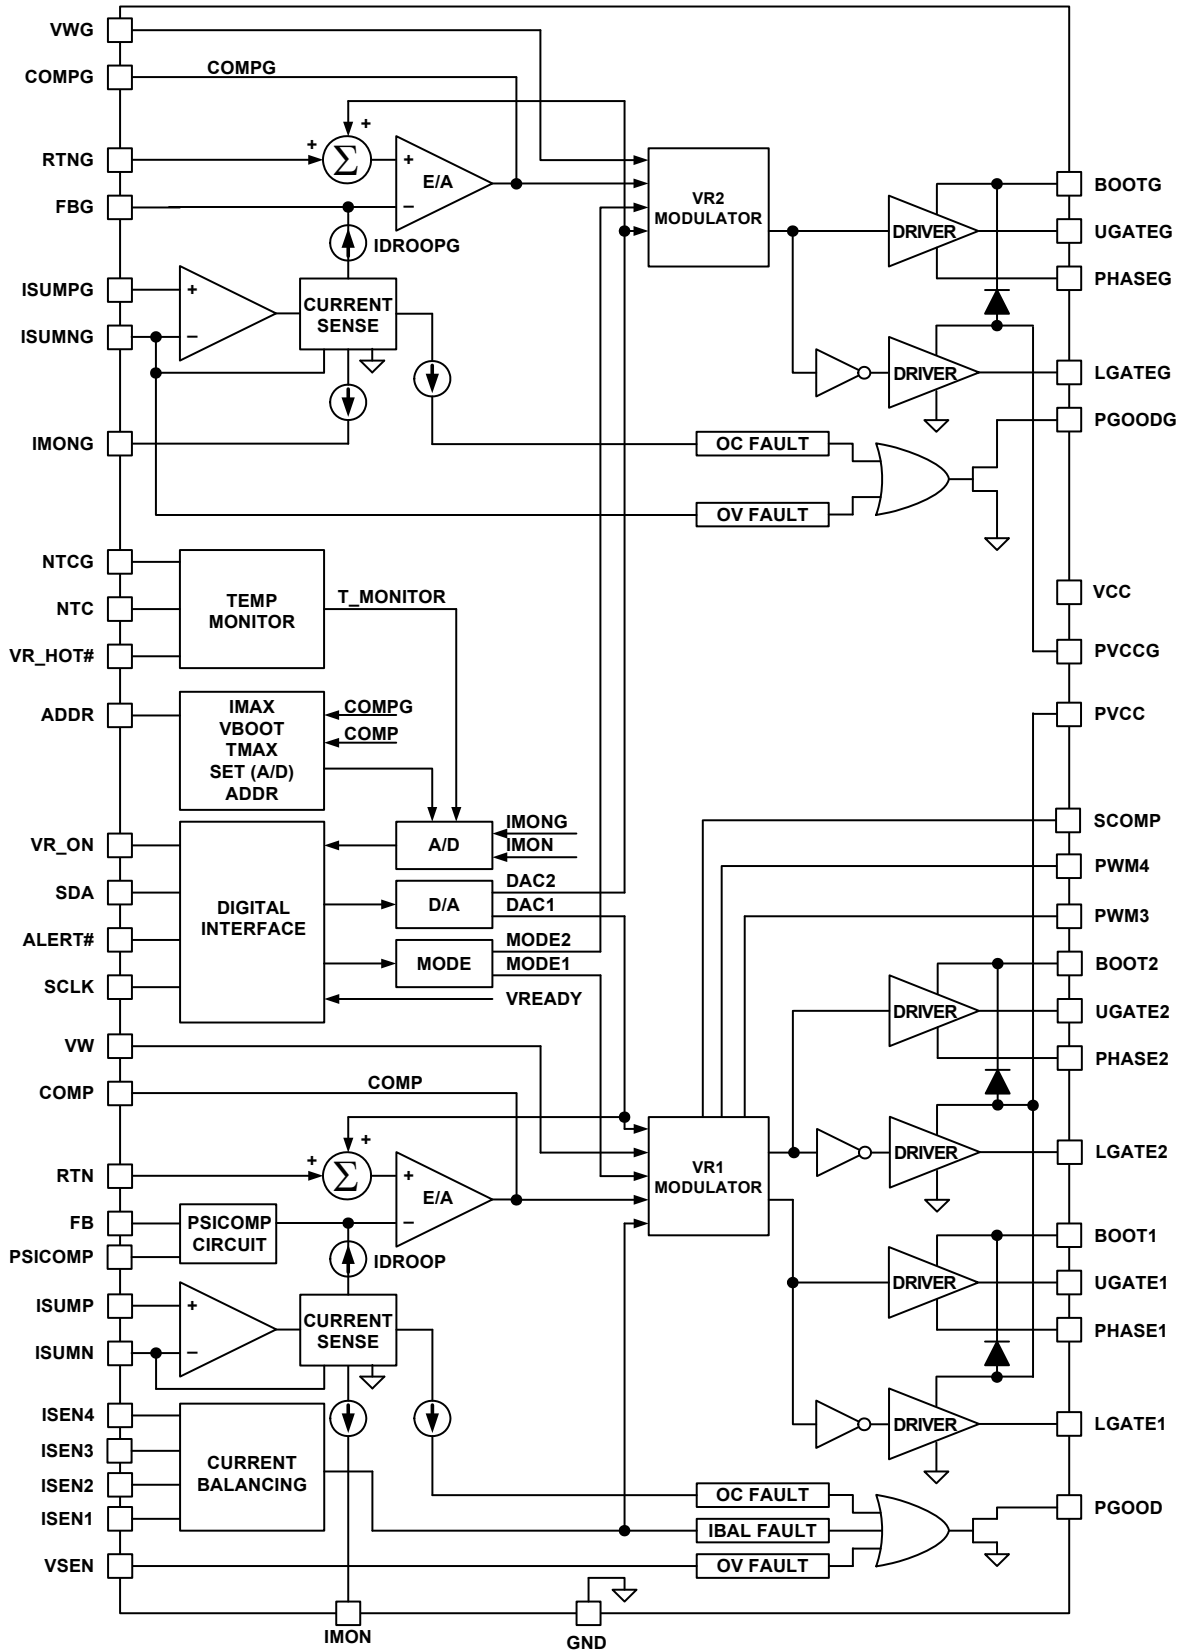 VWG
COMPG
COMPG
+
+
RTNG
Σ
+
E/A
−
FBG
IDROOPG
VR2
MODULATOR
DRIVER
BOOTG
UGATEG
PHASEG
ISUMPG
+
ISUMNG
−
CURRENT
SENSE
DRIVER
LGATEG
PGOODG
IMONG
OC FAULT
OV FAULT
NTCG
NTC
VR_HOT#
TEMP
MONITOR
T_MONITOR
VCC
PVCCG
ADDR
IMAX
VBOOT
TMAX
SET (A/D)
ADDR
COMPG
COMP
PVCC
VR_ON
SDA
ALERT#
SCLK
DIGITAL
INTERFACE
A/D
IMONG
IMON
D/A
DAC2
DAC1
MODE
MODE2
MODE1
VREADY
SCOMP
PWM4
PWM3
BOOT2
DRIVER
UGATE2
PHASE2
VW
COMP
COMP
+
+
RTN
Σ
+
E/A
−
VR1
MODULATOR
DRIVER
LGATE2
FB
PSICOMP
PSICOMP
CIRCUIT
IDROOP
BOOT1
DRIVER
UGATE1
PHASE1
ISUMP
+
ISUMN
−
CURRENT
SENSE
DRIVER
LGATE1
ISEN4
ISEN3
ISEN2
ISEN1
CURRENT
BALANCING
OC FAULT
IBAL FAULT
OV FAULT
PGOOD
VSEN
IMON
GND